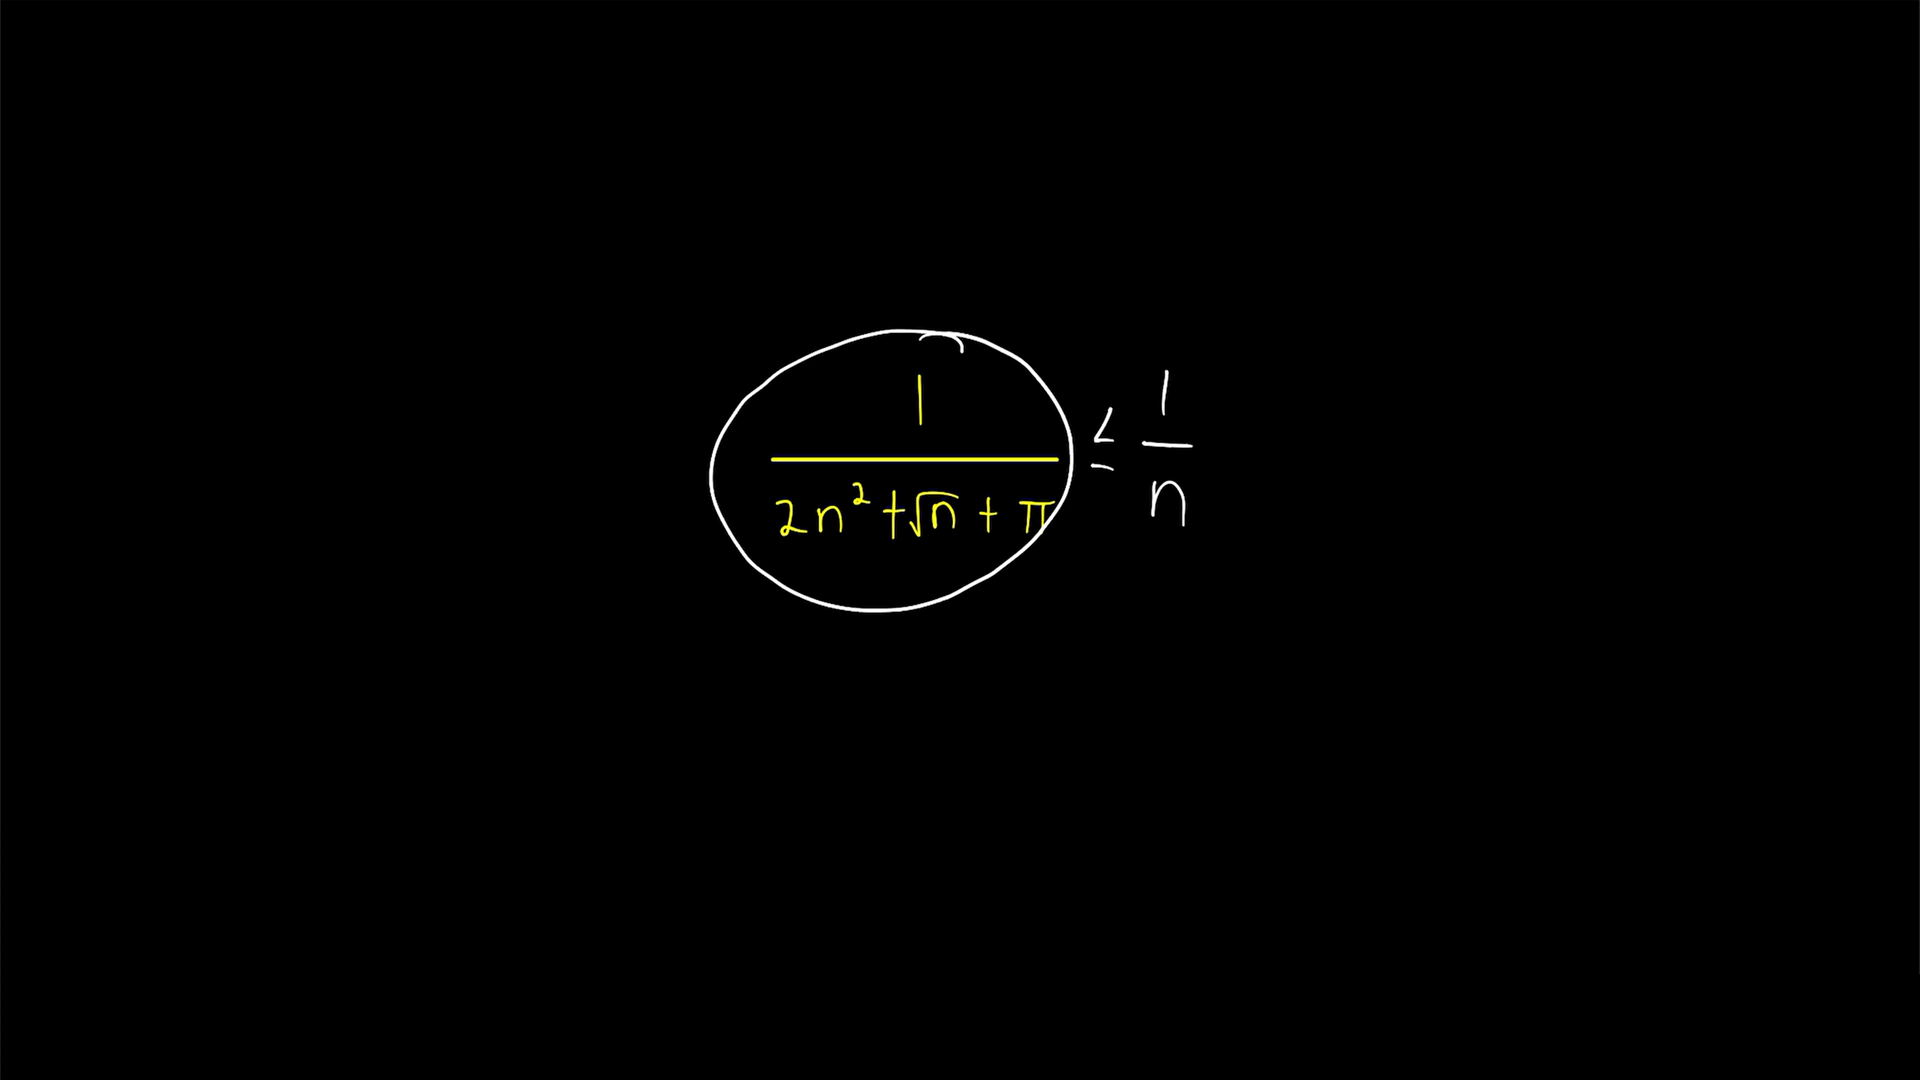 1/(2n² + √n + π) ≤ 1/n